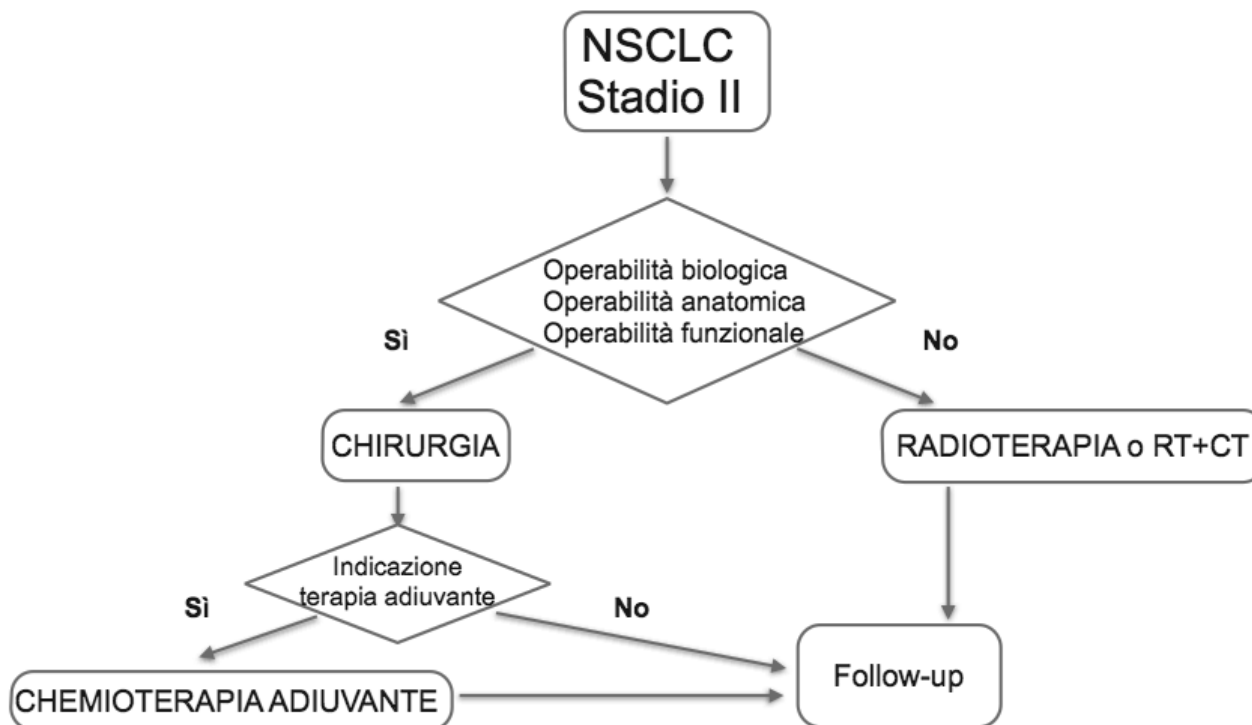 NSCLC
Stadio II
Operabilità biologica
Operabilità anatomica
Operabilità funzionale
Sì
No
CHIRURGIA
RADIOTERAPIA o RT+CT
Indicazione
terapia adiuvante
Sì
No
CHEMIOTERAPIA ADIUVANTE
Follow-up